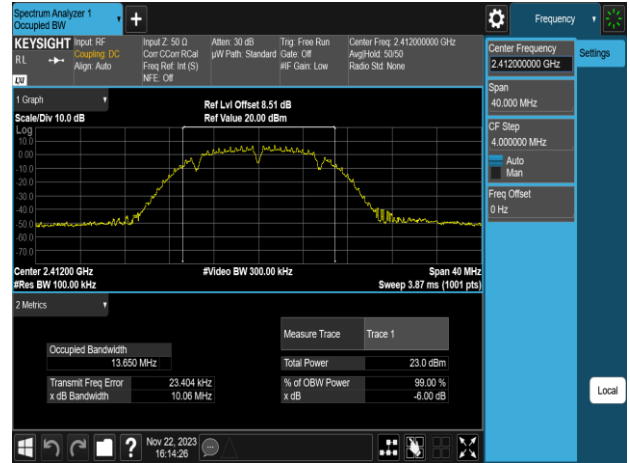 Spectrum Analyzer 1
Occupied BW
Frequency
KEYSIGHT
RL
LXI
Input: RF
Coupling: DC
Align: Auto
Input Z: 50 Ω
Corr CCorr RCal
Freq Ref: Int (S)
NFE: Off
Atten: 30 dB
µW Path: Standard
Trig: Free Run
Gate: Off
#IF Gain: Low
Center Freq: 2.412000000 GHz
Avg|Hold: 50/50
Radio Std: None
Center Frequency
2.412000000 GHz
Settings
Span
40.000 MHz
CF Step
4.000000 MHz
Auto
Man
Freq Offset
0 Hz
Local
1 Graph
Scale/Div 10.0 dB
Ref Lvl Offset 8.51 dB
Ref Value 20.00 dBm
Log
10.0
0.00
-10.0
-20.0
-30.0
-40.0
-50.0
-60.0
-70.0
Center 2.41200 GHz
#Video BW 300.00 kHz
Span 40 MHz
#Res BW 100.00 kHz
Sweep 3.87 ms (1001 pts)
2 Metrics
Measure Trace
Trace 1
Occupied Bandwidth
13.650 MHz
Total Power
23.0 dBm
Transmit Freq Error
23.404 kHz
% of OBW Power
99.00 %
x dB Bandwidth
10.06 MHz
x dB
-6.00 dB
?
Nov 22, 2023
16:14:26